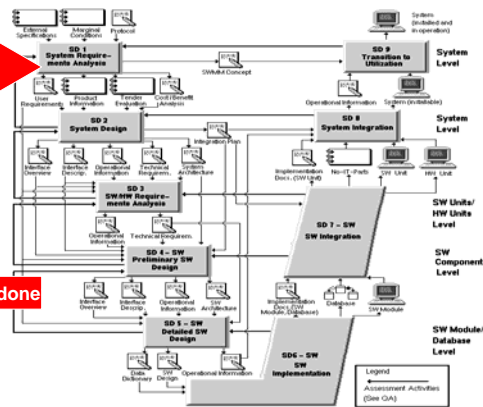 External Specifications
Marginal Conditions
Protocol
System (installed and in operation)
SD 1
System Require-
ments Analysis
SWMM Concept
SD 9
Transition to
Utilization
System
Level
User Requirements
Product Information
Tender Evaluation
Cost/Benefit Analysis
Operational Information
System (installable)
SD 2
System Design
Integration Plan
SD 8
System Integration
System
Level
Interface Overview
Interface Descrip.
Operational Information
Technical Requirem.
System Architecture
Implementation Docs. (SW Unit)
No-IT-Parts
SW Unit
HW Unit
SD 3
SW/HW Require-
ments Analysis
SW Units/
HW Units
Level
Operational Information
Technical Requirem.
SD 7 - SW
SW
Integration
SD 4 - SW
Preliminary SW
Design
SW
Component
Level
done
Interface Overview
Interface Descrip.
Operational Information
SW Architecture
Implementation Docs. (SW Module, Database)
Database
SW Module
SD 5 - SW
Detailed SW
Design
SW Module/
Database
Level
Data Dictionary
SW Design
Operational Information
SD6 - SW
SW
Implementation
Legend
Assessment Activities
(See QA)